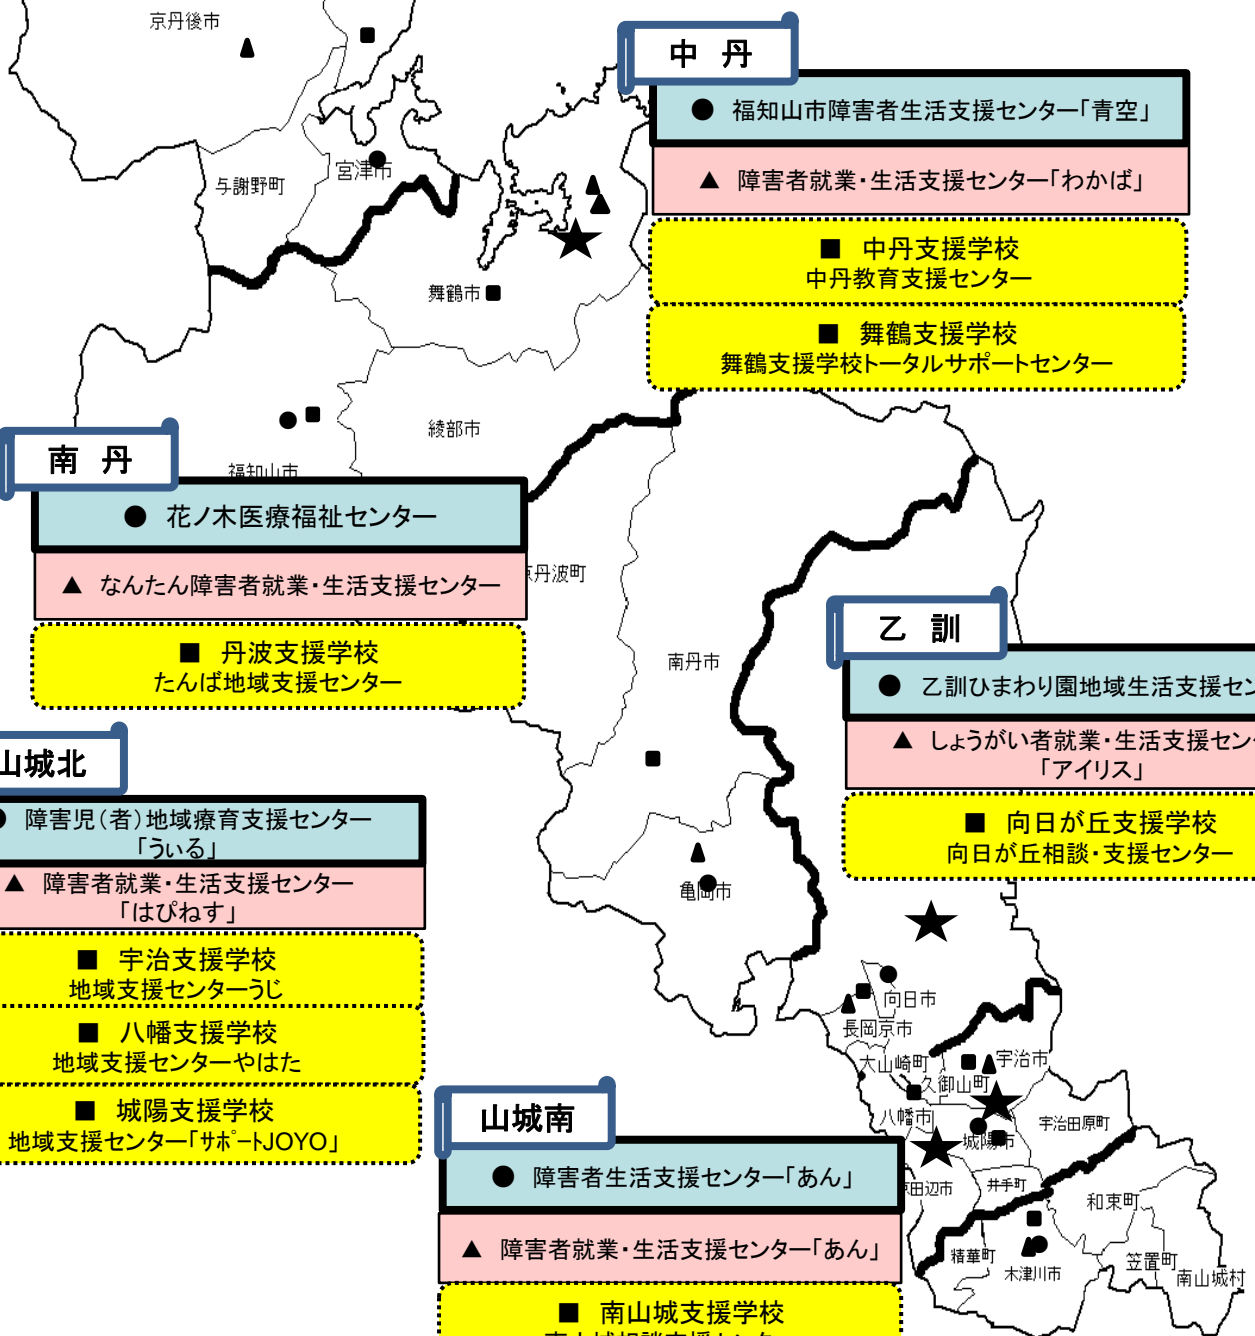 京丹後市
中 丹
● 福知山市障害者生活支援センター「青空」
▲ 障害者就業・生活支援センター「わかば」
■ 中丹支援学校
中丹教育支援センター
■ 舞鶴支援学校
舞鶴支援学校トータルサポートセンター
宮津市
与謝野町
舞鶴市
綾部市
福知山市
南 丹
● 花ノ木医療福祉センター
▲ なんたん障害者就業・生活支援センター
■ 丹波支援学校
たんば地域支援センター
丹波町
南丹市
亀岡市
乙 訓
● 乙訓ひまわり園地域生活支援セン
▲ しょうがい者就業・生活支援セン
「アイリス」
■ 向日が丘支援学校
向日が丘相談・支援センター
山城北
● 障害児(者)地域療育支援センター
「うぃる」
▲ 障害者就業・生活支援センター
「はぴねす」
■ 宇治支援学校
地域支援センターうじ
■ 八幡支援学校
地域支援センターやはた
■ 城陽支援学校
地域支援センター「サポートJOYO」
向日市
長岡京市
大山崎町
久御山町
宇治市
八幡市
城陽市
宇治田原町
田辺市
井手町
和束町
精華町
木津川市
笠置町
南山城村
山城南
● 障害者生活支援センター「あん」
▲ 障害者就業・生活支援センター「あん」
■ 南山城支援学校